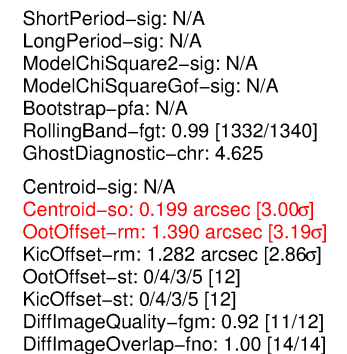 ShortPeriod−sig: N/A
LongPeriod−sig: N/A
ModelChiSquare2−sig: N/A
ModelChiSquareGof−sig: N/A
Bootstrap−pfa: N/A
RollingBand−fgt: 0.99 [1332/1340]
GhostDiagnostic−chr: 4.625
Centroid−sig: N/A
Centroid−so: 0.199 arcsec [3.00σ]
OotOffset−rm: 1.390 arcsec [3.19σ]
KicOffset−rm: 1.282 arcsec [2.86σ]
OotOffset−st: 0/4/3/5 [12]
KicOffset−st: 0/4/3/5 [12]
DiffImageQuality−fgm: 0.92 [11/12]
DiffImageOverlap−fno: 1.00 [14/14]